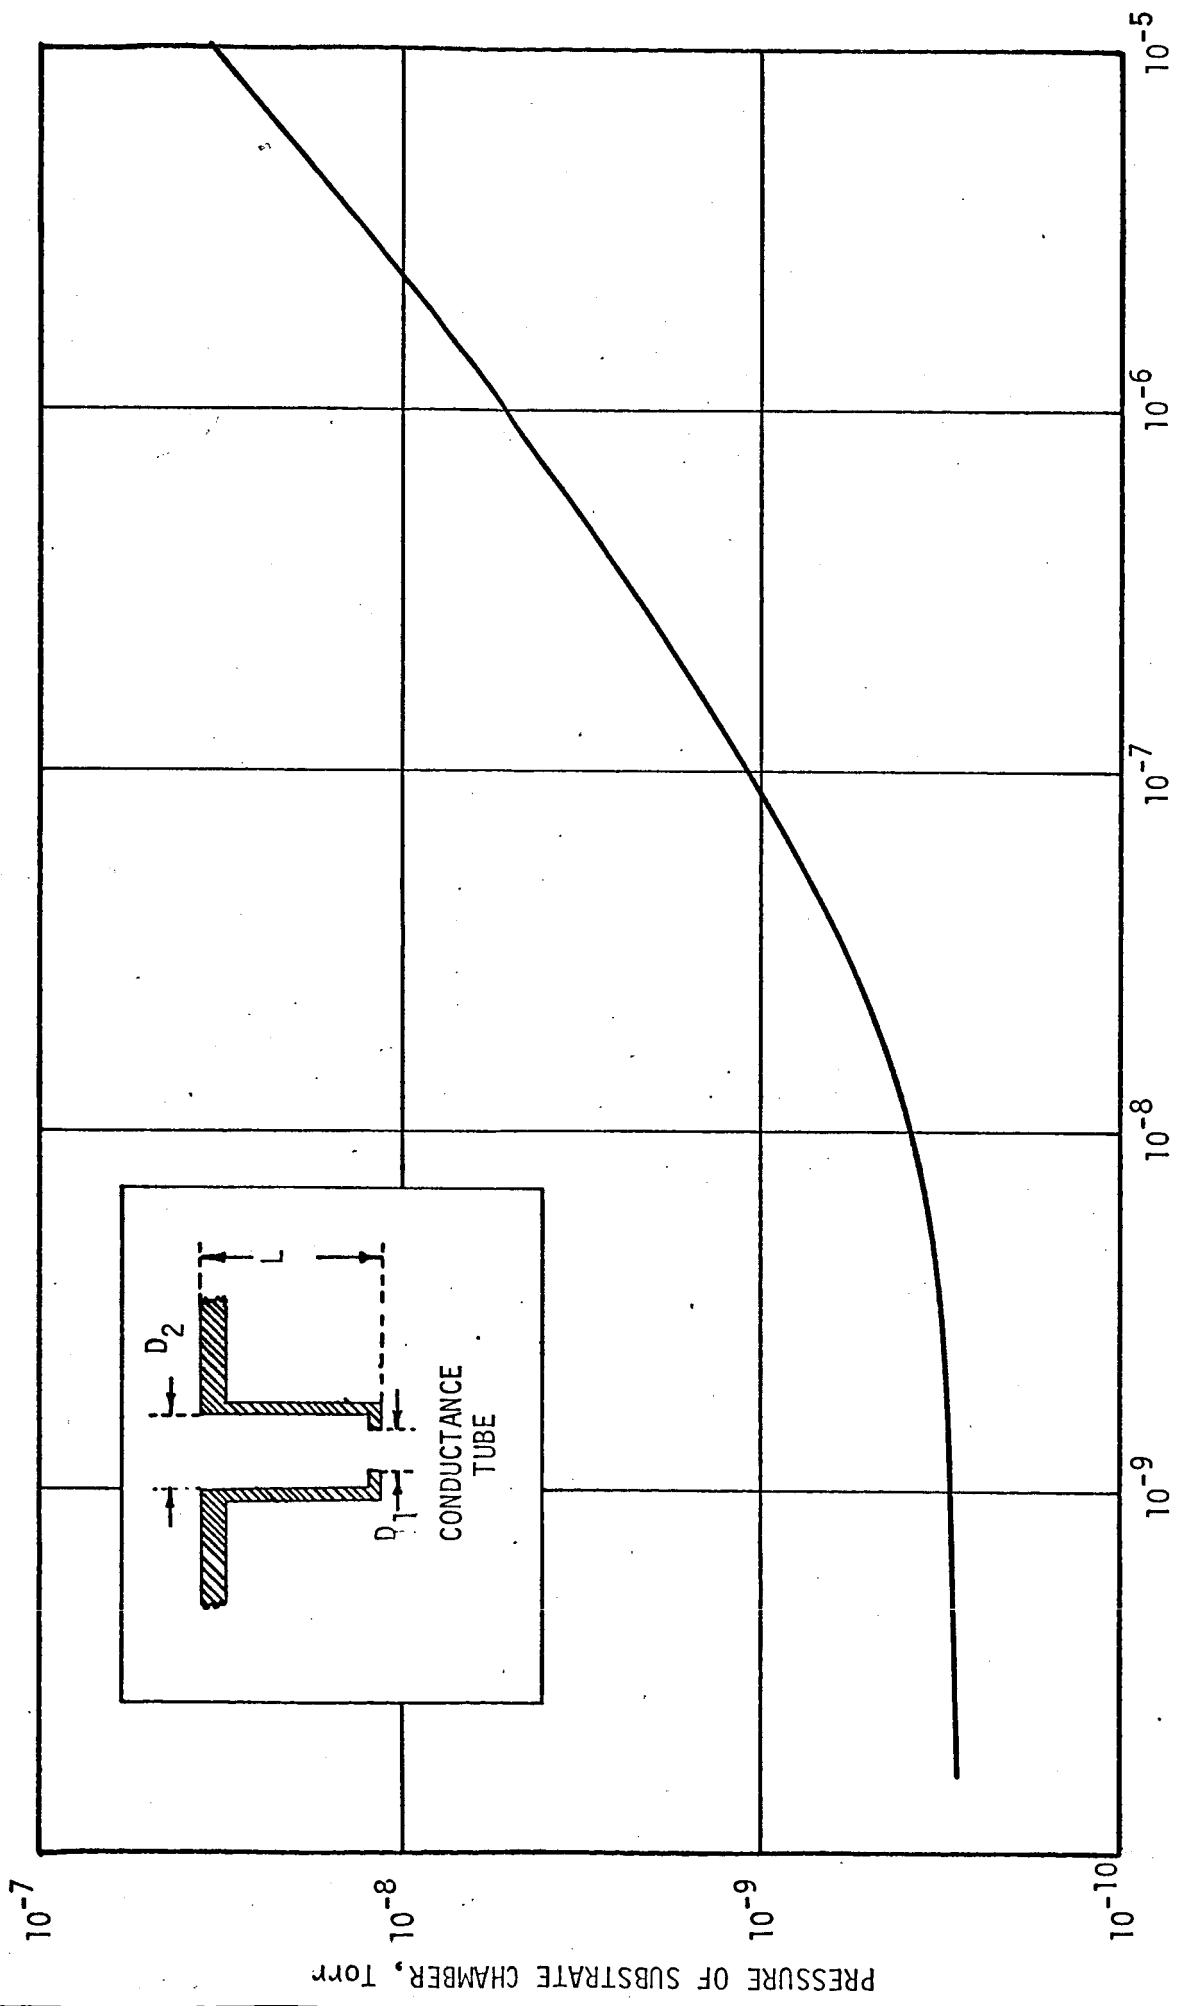 PRESSURE OF SUBSTRATE CHAMBER, Torr
10-7
10-8
10-9
10-10
D2
L
D1
CONDUCTANCE
TUBE
10-9
10-8
10-7
10-6
10-5